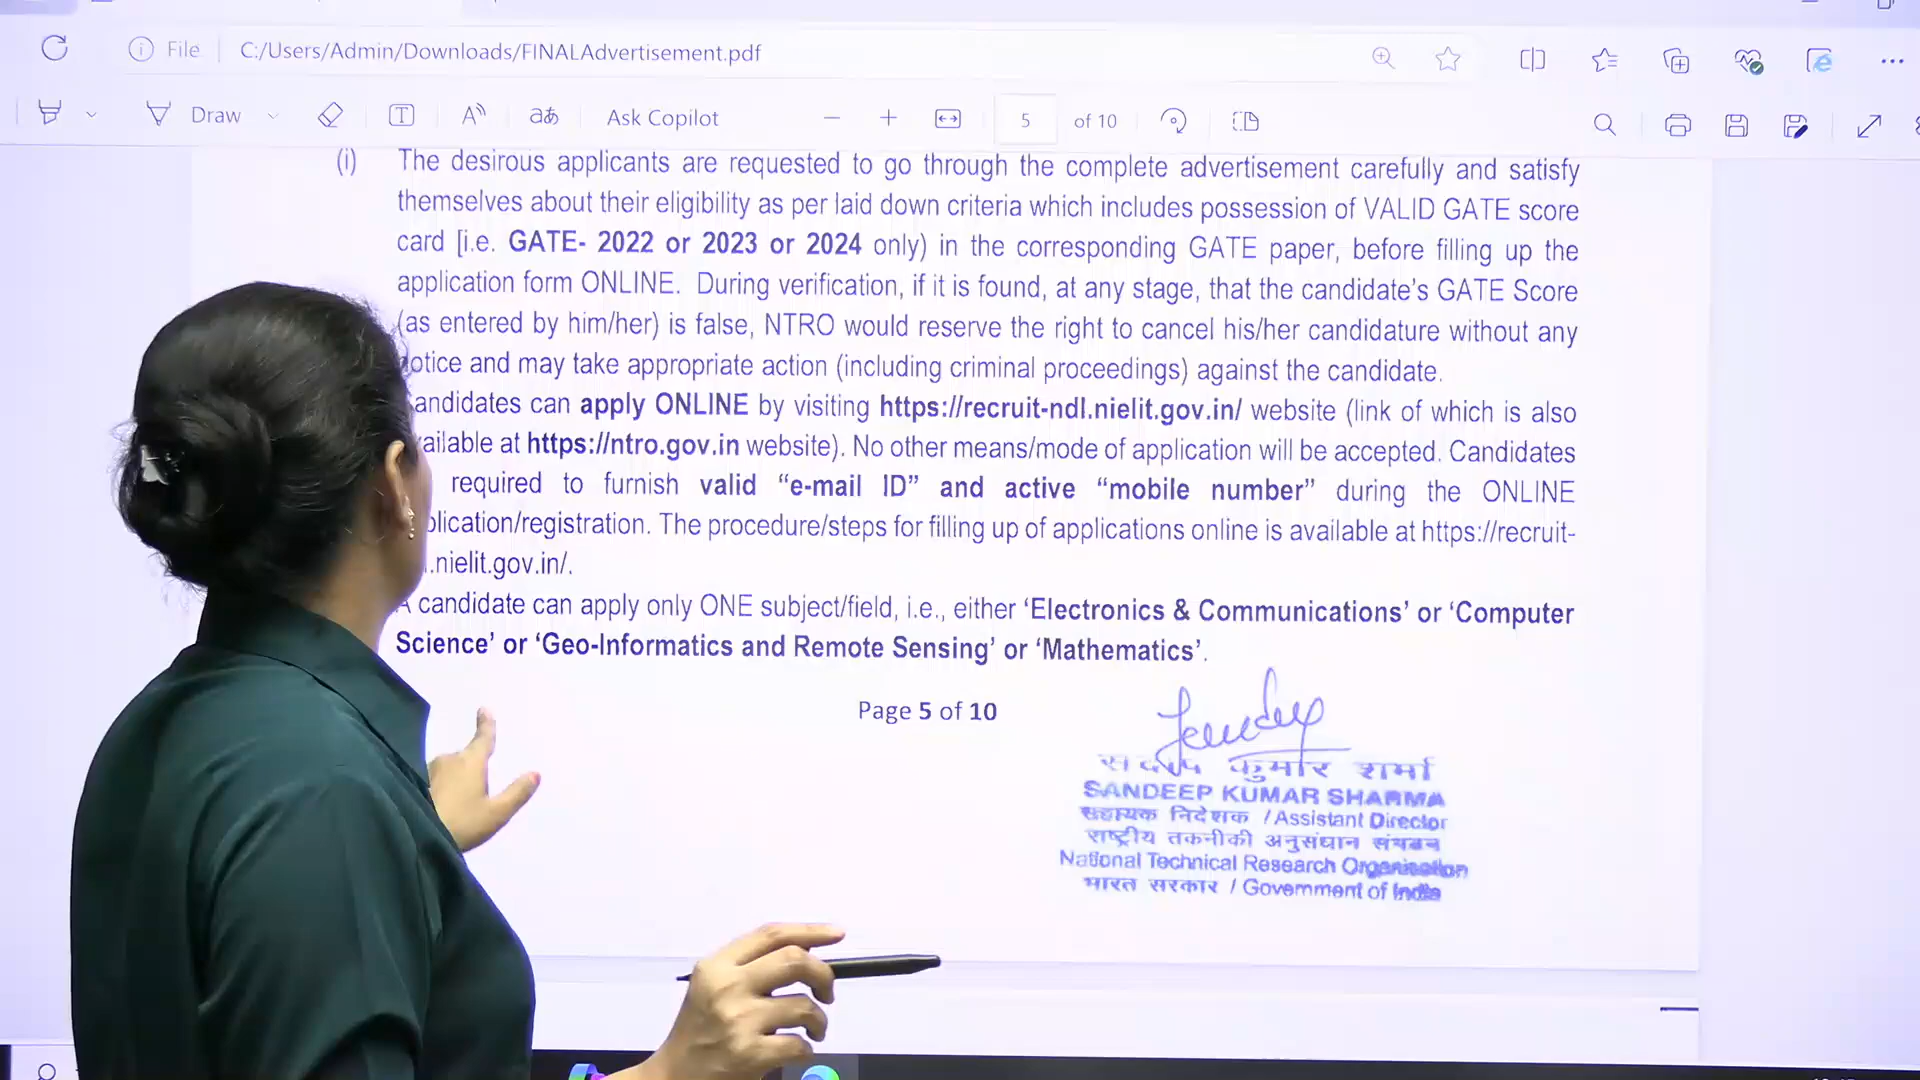 File C:/Users/Admin/Downloads/FINALAdvertisement.pdf
Draw Ask Copilot 5 of 10
(i) The desirous applicants are requested to go through the complete advertisement carefully and satisfy
themselves about their eligibility as per laid down criteria which includes possession of VALID GATE score
card [i.e. GATE- 2022 or 2023 or 2024 only) in the corresponding GATE paper, before filling up the
application form ONLINE. During verification, if it is found, at any stage, that the candidate's GATE Score
(as entered by him/her) is false, NTRO would reserve the right to cancel his/her candidature without any
otice and may take appropriate action (including criminal proceedings) against the candidate.
andidates can apply ONLINE by visiting https://recruit-ndl.nielit.gov.in/ website (link of which is also
ailable at https://ntro.gov.in website). No other means/mode of application will be accepted. Candidates
required to furnish valid “e-mail ID” and active “mobile number” during the ONLINE
plication/registration. The procedure/steps for filling up of applications online is available at https://recruit-
.nielit.gov.in/.
A candidate can apply only ONE subject/field, i.e., either ‘Electronics & Communications’ or ‘Computer
Science’ or ‘Geo-Informatics and Remote Sensing’ or ‘Mathematics’.
Page 5 of 10
कुमार शर्मा
SANDEEP KUMAR SHARMA
सहायक निदेशक / Assistant Director
राष्ट्रीय तकनीकी अनुसंधान संगठन
National Technical Research Organisation
भारत सरकार / Government of India